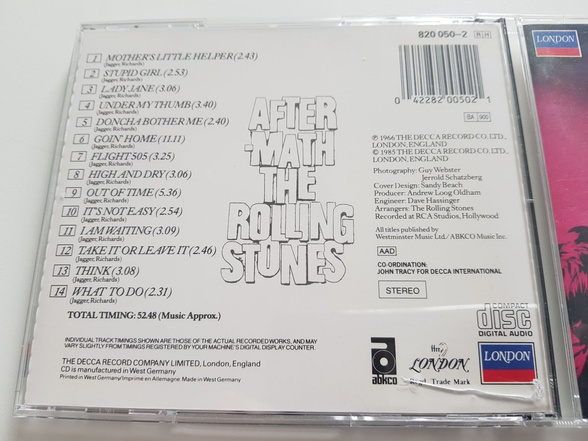 820 050-2 R H
1 MOTHER'S LITTLE HELPER (2.43)
(Jagger, Richards)
2 STUPID GIRL (2.53)
(Jagger, Richards)
3 LADY JANE (3.06)
(Jagger, Richards)
4 UNDER MY THUMB (3.40)
(Jagger, Richards)
5 DONCHA BOTHER ME (2.40)
(Jagger, Richards)
6 GOIN' HOME (11.11)
(Jagger, Richards)
7 FLIGHT 505 (3.25)
(Jagger, Richards)
8 HIGH AND DRY (3.06)
(Jagger, Richards)
9 OUT OF TIME (5.36)
(Jagger, Richards)
10 IT'S NOT EASY (2.54)
(Jagger, Richards)
11 I AM WAITING (3.09)
(Jagger, Richards)
12 TAKE IT OR LEAVE IT (2.46)
(Jagger, Richards)
13 THINK (3.08)
(Jagger, Richards)
14 WHAT TO DO (2.31)
(Jagger, Richards)
TOTAL TIMING: 52.48 (Music Approx.)
AFTER
-MATH
THE
ROLLING
STONES
0 42282 00502 1
BA 900
℗ 1966 THE DECCA RECORD CO. LTD.,
LONDON, ENGLAND
© 1985 THE DECCA RECORD CO. LTD.,
LONDON, ENGLAND
Photography: Guy Webster
Jerrold Schatzberg
Cover Design: Sandy Beach
Producer: Andrew Loog Oldham
Engineer: Dave Hassinger
Arrangers: The Rolling Stones
Recorded at RCA Studios, Hollywood
All titles published by
Westminster Music Ltd./ABKCO Music Inc.
AAD
CO-ORDINATION:
JOHN TRACY FOR DECCA INTERNATIONAL
STEREO
COMPACT
disc
DIGITAL AUDIO
INDIVIDUAL TRACK TIMINGS SHOWN ARE THOSE OF THE ACTUAL RECORDED WORKS, AND MAY
VARY SLIGHTLY FROM TIMINGS REGISTERED BY YOUR MACHINE'S DIGITAL DISPLAY COUNTER.
THE DECCA RECORD COMPANY LIMITED, London, England
CD is manufactured in West Germany
Printed in West Germany/Imprimé en Allemagne. Made in West Germany
abkco
The
LONDON
Regd. Trade Mark
LONDON
LONDON